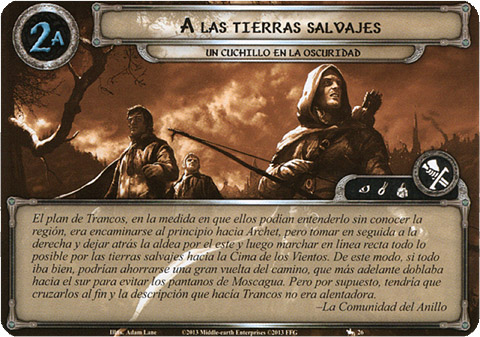 2A
A LAS TIERRAS SALVAJES
UN CUCHILLO EN LA OSCURIDAD
El plan de Trancos, en la medida en que ellos podían entenderlo sin conocer la
región, era encaminarse al principio hacia Archet, pero tomar en seguida a la
derecha y dejar atrás la aldea por el este y luego marchar en línea recta todo lo
posible por las tierras salvajes hacia la Cima de los Vientos. De este modo, si todo
iba bien, podrían ahorrarse una gran vuelta del camino, que más adelante doblaba
hacia el sur para evitar los pantanos de Moscagua. Pero por supuesto, tendría que
cruzarlos al fin y la descripción que hacía Trancos no era alentadora.
–La Comunidad del Anillo
Illus. Adam Lane ©2013 Middle-earth Enterprises ©2013 FFG 26